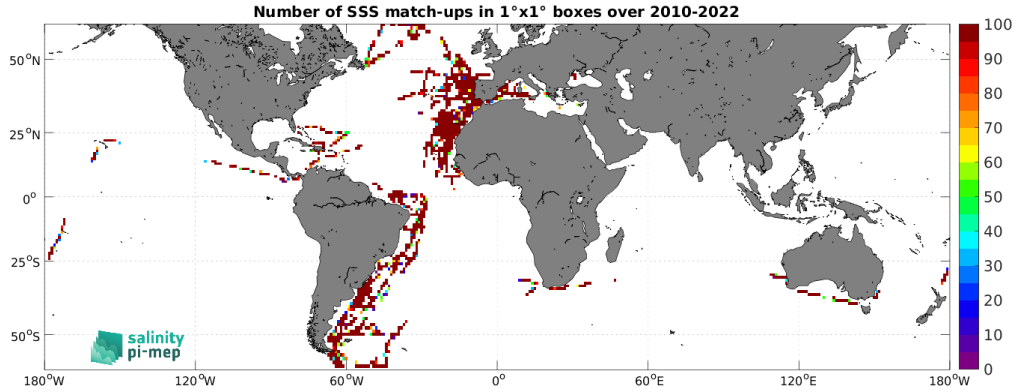 Number of SSS match-ups in 1°x1° boxes over 2010-2022
50°N
25°N
0°
25°S
50°S
180°W 120°W 60°W 0° 60°E 120°E 180°W
100
90
80
70
60
50
40
30
20
10
0
salinity
pi-mep